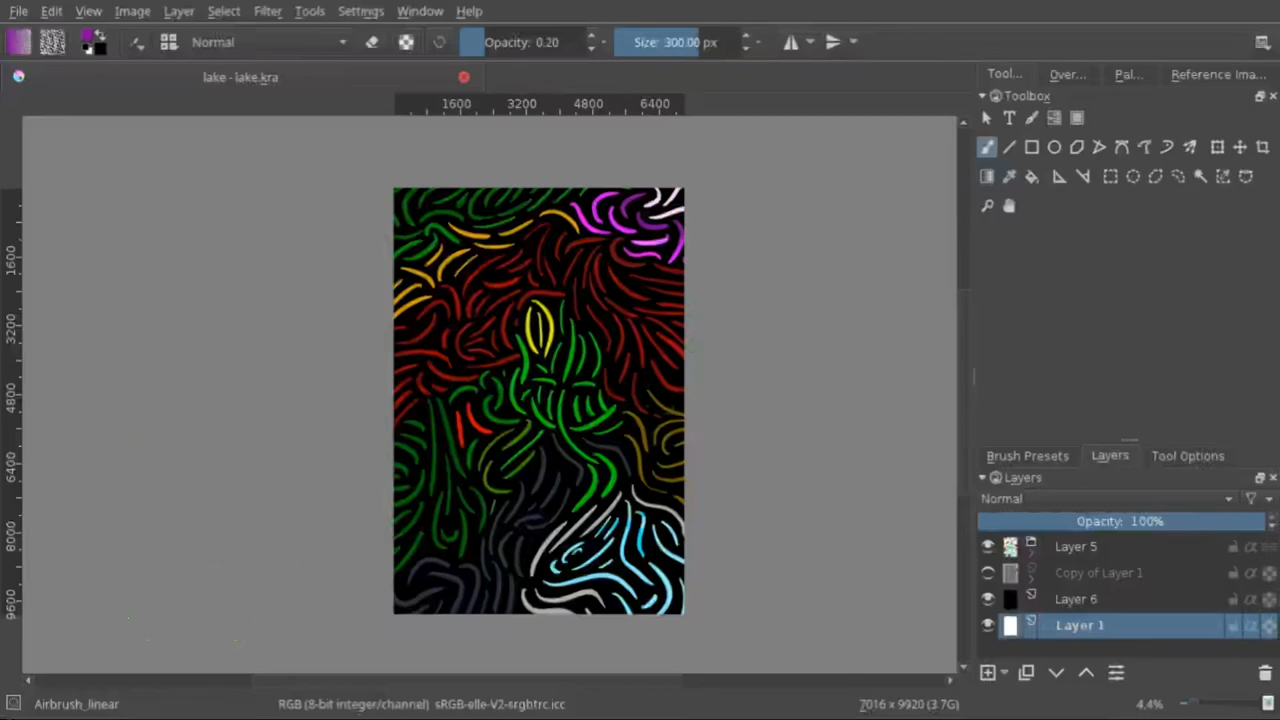 File Edit View Image Layer Select Filter Tools Settings Window Help
Normal Opacity: 0.20 Size: 300.00 px
lake - lake.kra
Tool... Over... Pal... Reference Ima...
Toolbox
1600 3200 4800 6400
1600
3200
4800
6400
8000
9600
Brush Presets Layers Tool Options
Layers
Normal
Opacity: 100%
Layer 5
Copy of Layer 1
Layer 6
Layer 1
Airbrush_linear RGB (8-bit integer/channel) sRGB-elle-V2-srgbtrc.icc 7016 x 9920 (3.7G) 4.4%